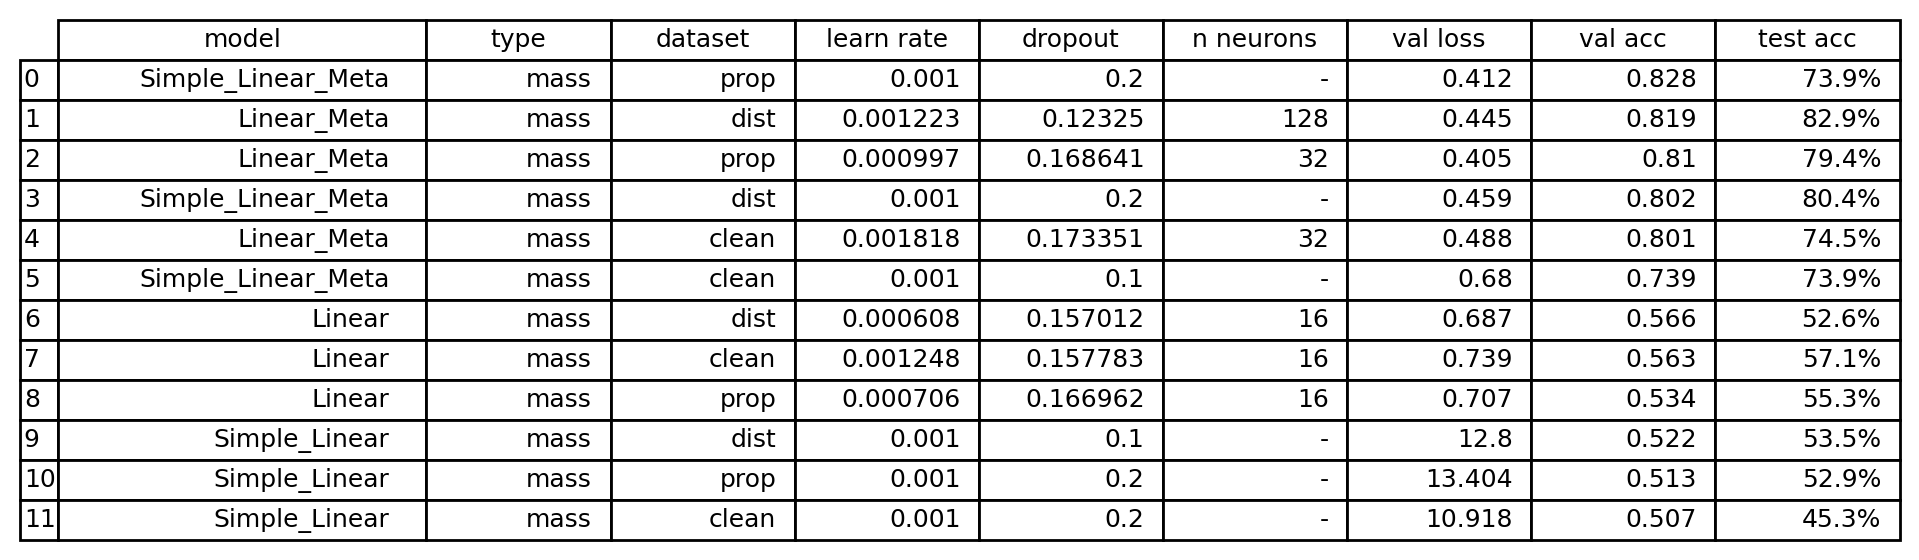 model type dataset learn rate dropout n neurons val loss val acc test acc
0 Simple_Linear_Meta mass prop 0.001 0.2 - 0.412 0.828 73.9%
1 Linear_Meta mass dist 0.001223 0.12325 128 0.445 0.819 82.9%
2 Linear_Meta mass prop 0.000997 0.168641 32 0.405 0.81 79.4%
3 Simple_Linear_Meta mass dist 0.001 0.2 - 0.459 0.802 80.4%
4 Linear_Meta mass clean 0.001818 0.173351 32 0.488 0.801 74.5%
5 Simple_Linear_Meta mass clean 0.001 0.1 - 0.68 0.739 73.9%
6 Linear mass dist 0.000608 0.157012 16 0.687 0.566 52.6%
7 Linear mass clean 0.001248 0.157783 16 0.739 0.563 57.1%
8 Linear mass prop 0.000706 0.166962 16 0.707 0.534 55.3%
9 Simple_Linear mass dist 0.001 0.1 - 12.8 0.522 53.5%
10 Simple_Linear mass prop 0.001 0.2 - 13.404 0.513 52.9%
11 Simple_Linear mass clean 0.001 0.2 - 10.918 0.507 45.3%